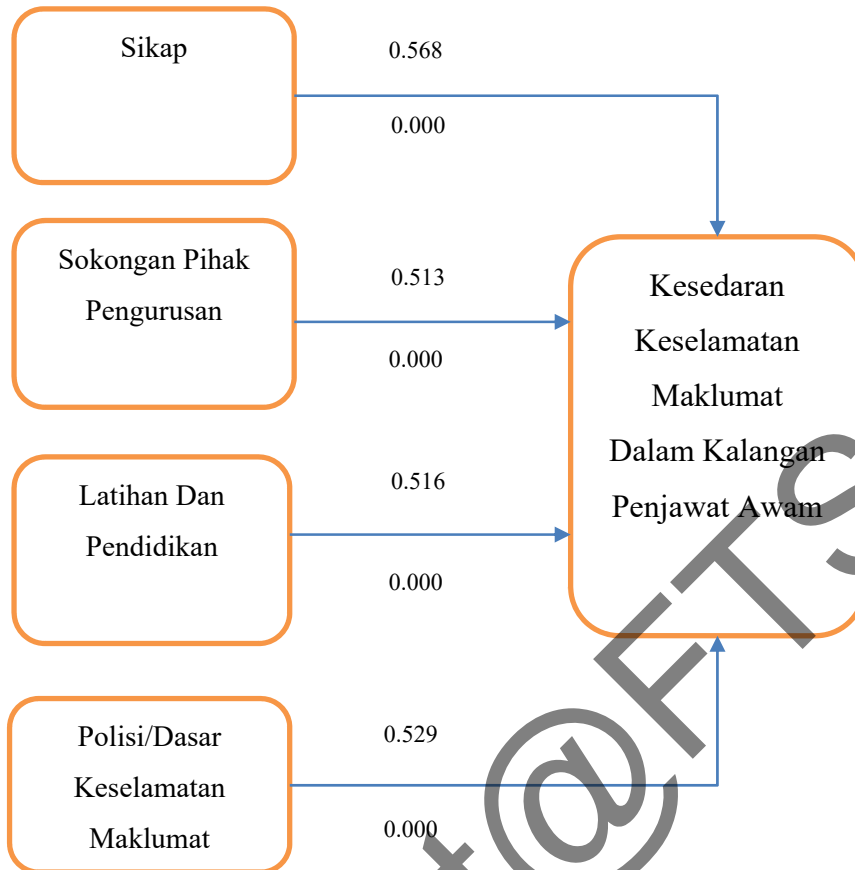 Sikap
0.568
0.000
Sokongan Pihak
Pengurusan
0.513
0.000
Latihan Dan
Pendidikan
0.516
0.000
Polisi/Dasar
Keselamatan
Maklumat
0.529
0.000
Kesedaran
Keselamatan
Maklumat
Dalam Kalangan
Penjawat Awam
t@FTS